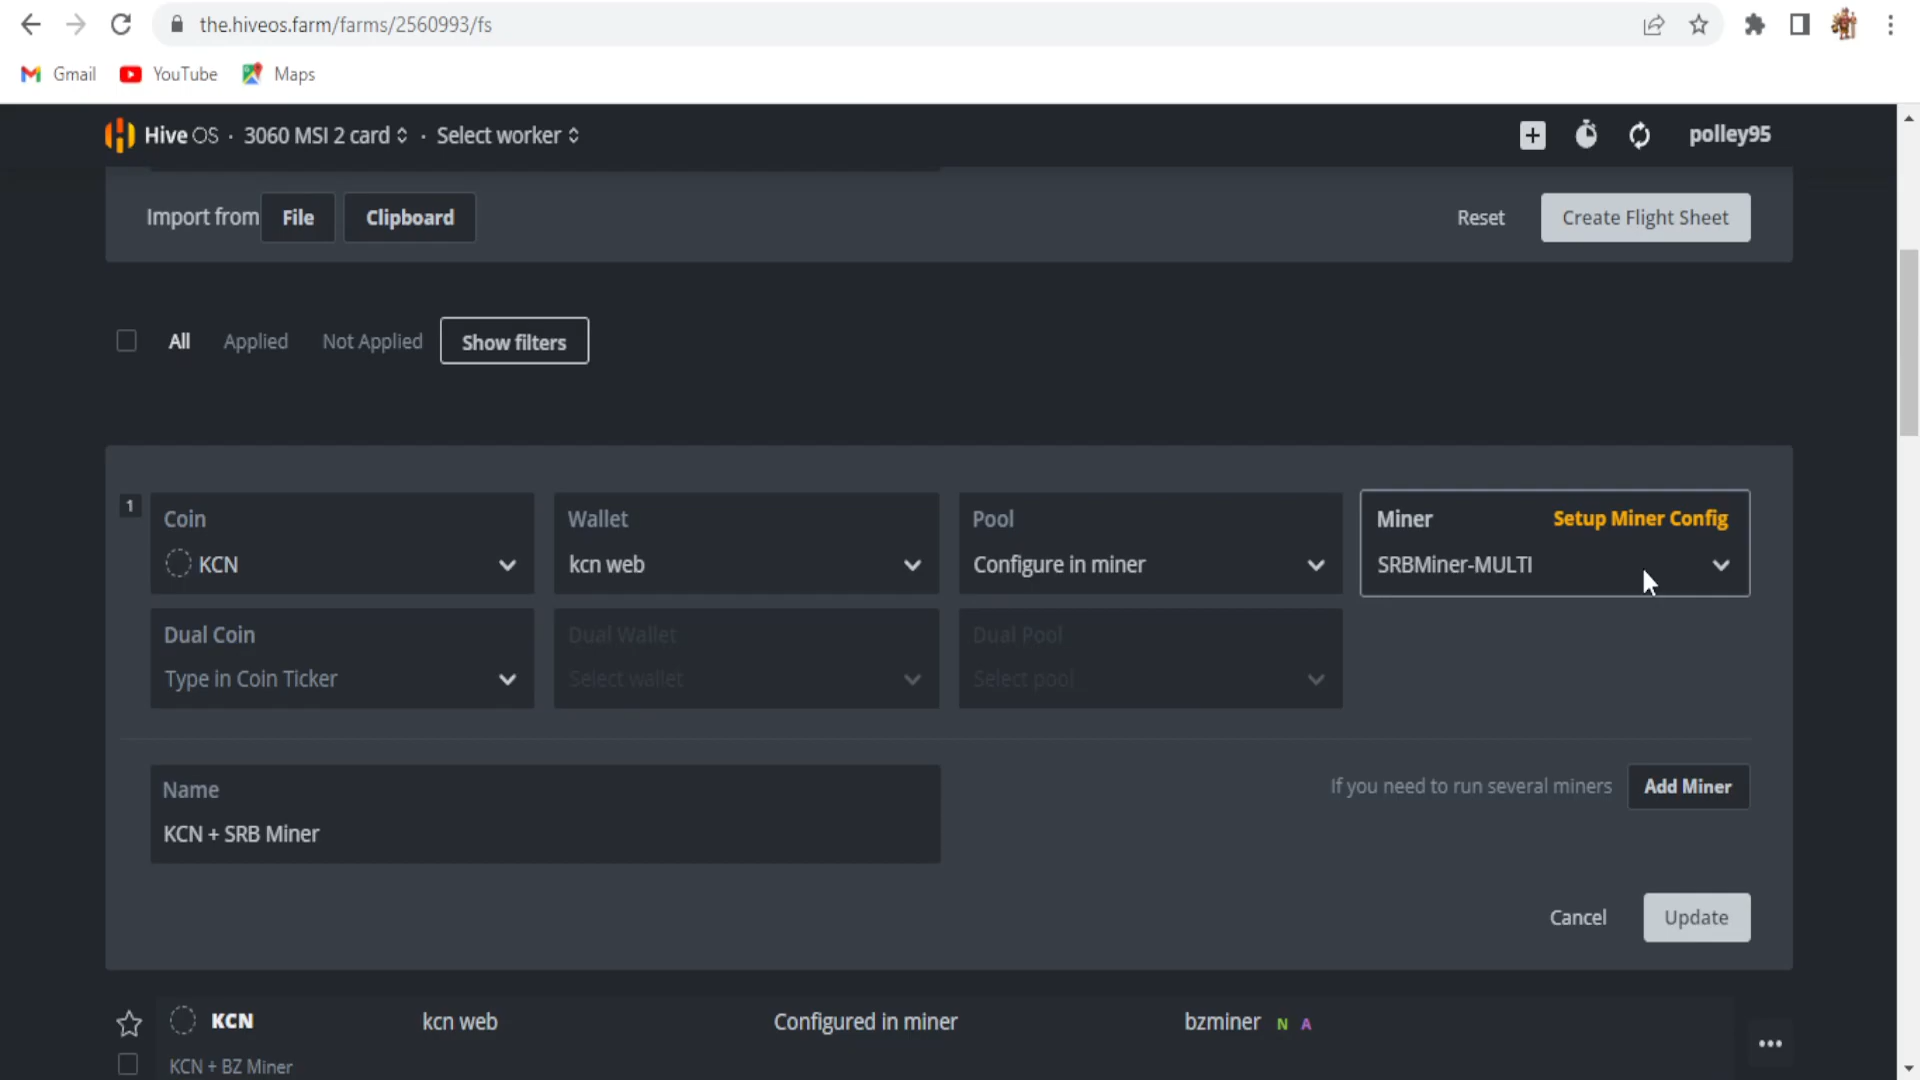 the.hiveos.farm/farms/2560993/fs
Gmail YouTube Maps
Hive OS · 3060 MSI 2 card · Select worker polley95
Import from File Clipboard Reset Create Flight Sheet
All Applied Not Applied Show filters
1 Coin Wallet Pool Miner Setup Miner Config
KCN kcn web Configure in miner SRBMiner-MULTI
Dual Coin Dual Wallet Dual Pool
Type in Coin Ticker Select wallet Select pool
Name
If you need to run several miners Add Miner
KCN + SRB Miner
Cancel Update
KCN kcn web Configured in miner bzminer N A
KCN + BZ Miner